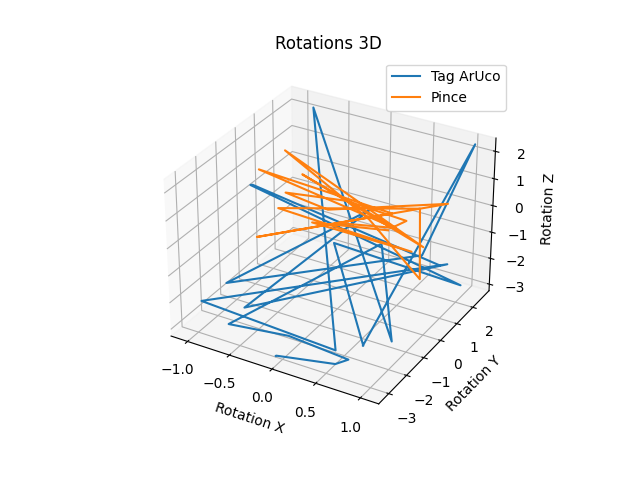 Rotations 3D
Tag ArUco
Pince
2
1
0
−1
−2
−3
Rotation Z
−1.0
−0.5
0.0
0.5
1.0
Rotation X
−3
−2
−1
0
1
2
Rotation Y